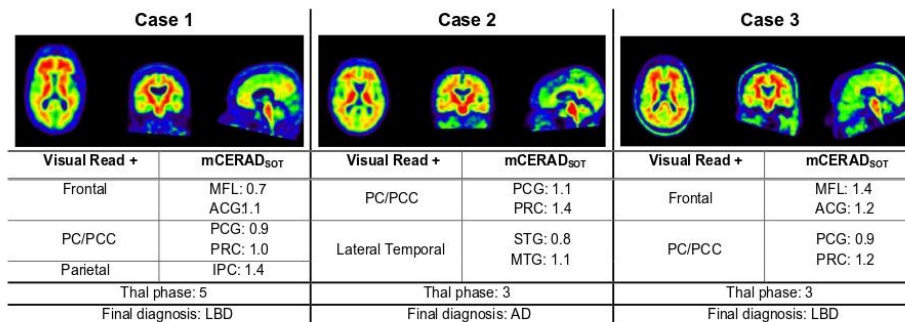 Case 1 Case 2 Case 3
Visual Read + mCERAD_SOT Visual Read + mCERAD_SOT Visual Read + mCERAD_SOT
Frontal MFL: 0.7 ACG1.1 PC/PCC PCG: 1.1 PRC: 1.4 Frontal MFL: 1.4 ACG: 1.2
PC/PCC PCG: 0.9 PRC: 1.0 Lateral Temporal STG: 0.8 MTG: 1.1 PC/PCC PCG: 0.9 PRC: 1.2
Parietal IPC: 1.4
Thal phase: 5 Thal phase: 3 Thal phase: 3
Final diagnosis: LBD Final diagnosis: AD Final diagnosis: LBD